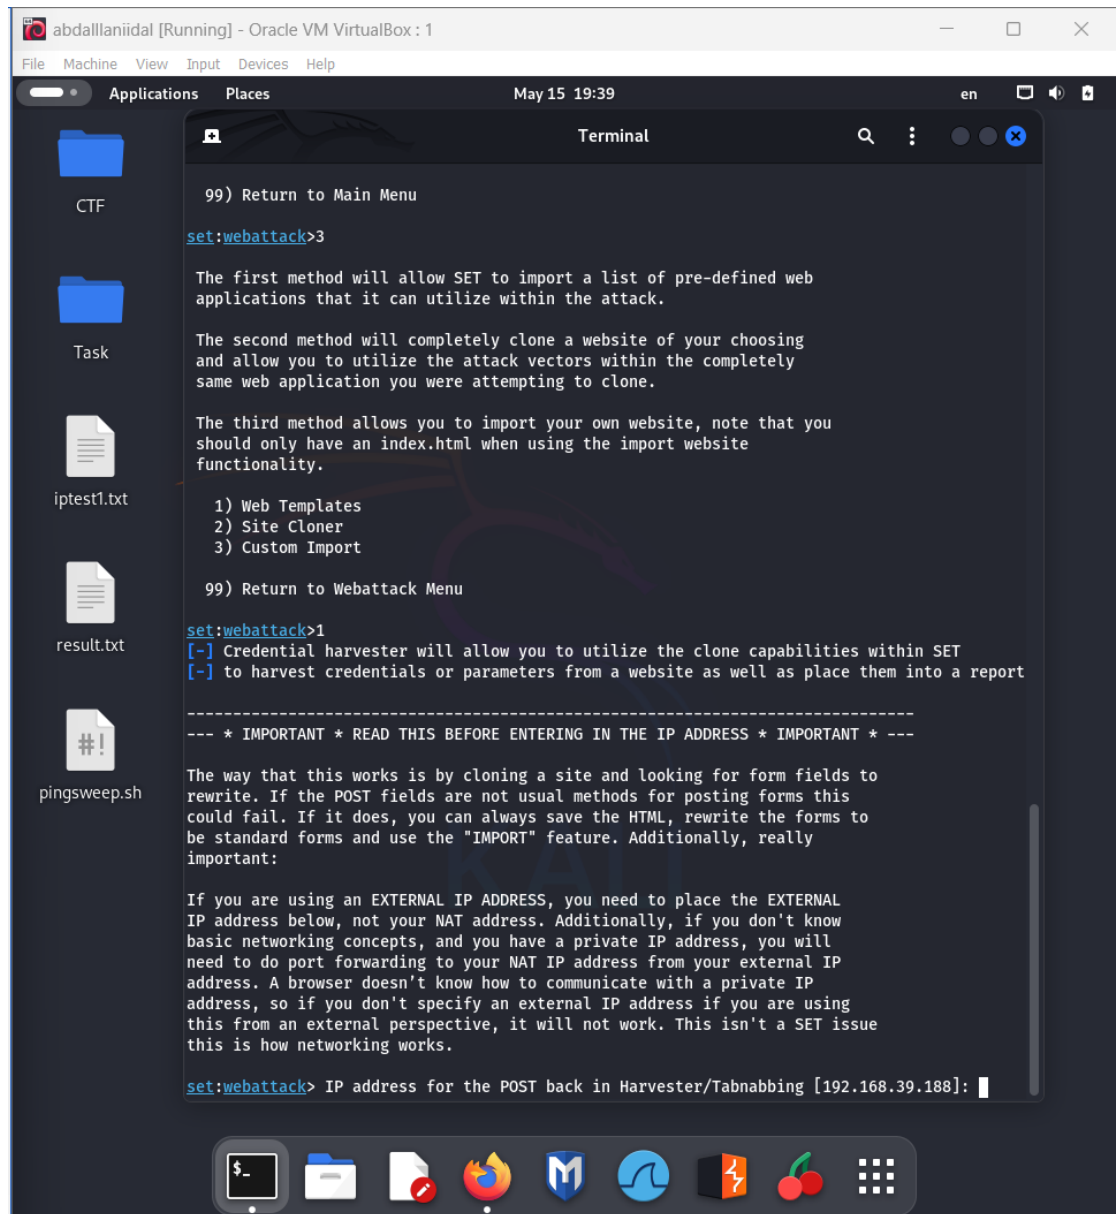 abdalllaniidal [Running] - Oracle VM VirtualBox : 1
File Machine View Input Devices Help
Applications Places May 15 19:39 en
Terminal
CTF
Task
iptest1.txt
result.txt
#!
pingsweep.sh
99) Return to Main Menu
set:webattack>3
The first method will allow SET to import a list of pre-defined web
applications that it can utilize within the attack.
The second method will completely clone a website of your choosing
and allow you to utilize the attack vectors within the completely
same web application you were attempting to clone.
The third method allows you to import your own website, note that you
should only have an index.html when using the import website
functionality.
1) Web Templates
2) Site Cloner
3) Custom Import
99) Return to Webattack Menu
set:webattack>1
[-] Credential harvester will allow you to utilize the clone capabilities within SET
[-] to harvest credentials or parameters from a website as well as place them into a report
-------------------------------------------------------------------------------
--- * IMPORTANT * READ THIS BEFORE ENTERING IN THE IP ADDRESS * IMPORTANT * ---
The way that this works is by cloning a site and looking for form fields to
rewrite. If the POST fields are not usual methods for posting forms this
could fail. If it does, you can always save the HTML, rewrite the forms to
be standard forms and use the "IMPORT" feature. Additionally, really
important:
If you are using an EXTERNAL IP ADDRESS, you need to place the EXTERNAL
IP address below, not your NAT address. Additionally, if you don't know
basic networking concepts, and you have a private IP address, you will
need to do port forwarding to your NAT IP address from your external IP
address. A browser doesn’t know how to communicate with a private IP
address, so if you don't specify an external IP address if you are using
this from an external perspective, it will not work. This isn't a SET issue
this is how networking works.
set:webattack> IP address for the POST back in Harvester/Tabnabbing [192.168.39.188]:
$_